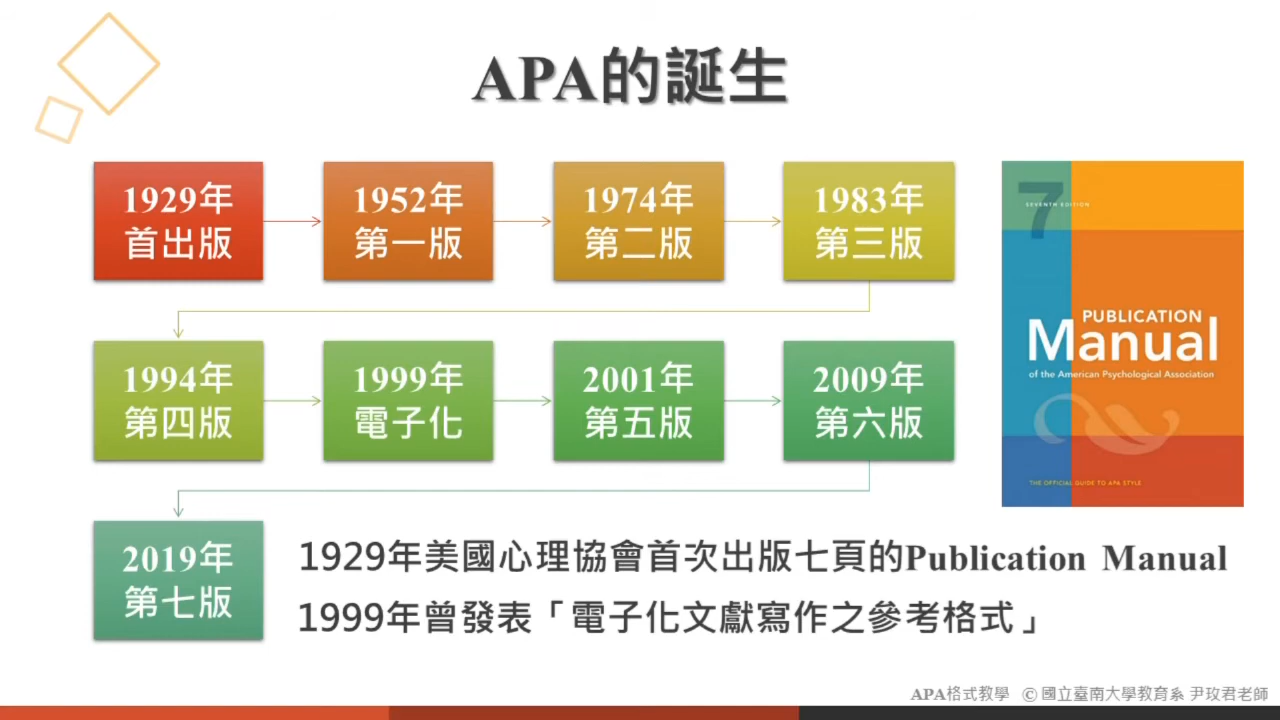 APA的誕生
1929年
首出版
1952年
第一版
1974年
第二版
1983年
第三版
1994年
第四版
1999年
電子化
2001年
第五版
2009年
第六版
2019年
第七版
7
SEVENTH EDITION
PUBLICATION
Manual
of the American Psychological Association
THE OFFICIAL GUIDE TO APA STYLE
1929年美國心理協會首次出版七頁的Publication Manual
1999年曾發表「電子化文獻寫作之參考格式」
APA格式教學 © 國立臺南大學教育系 尹玫君老師